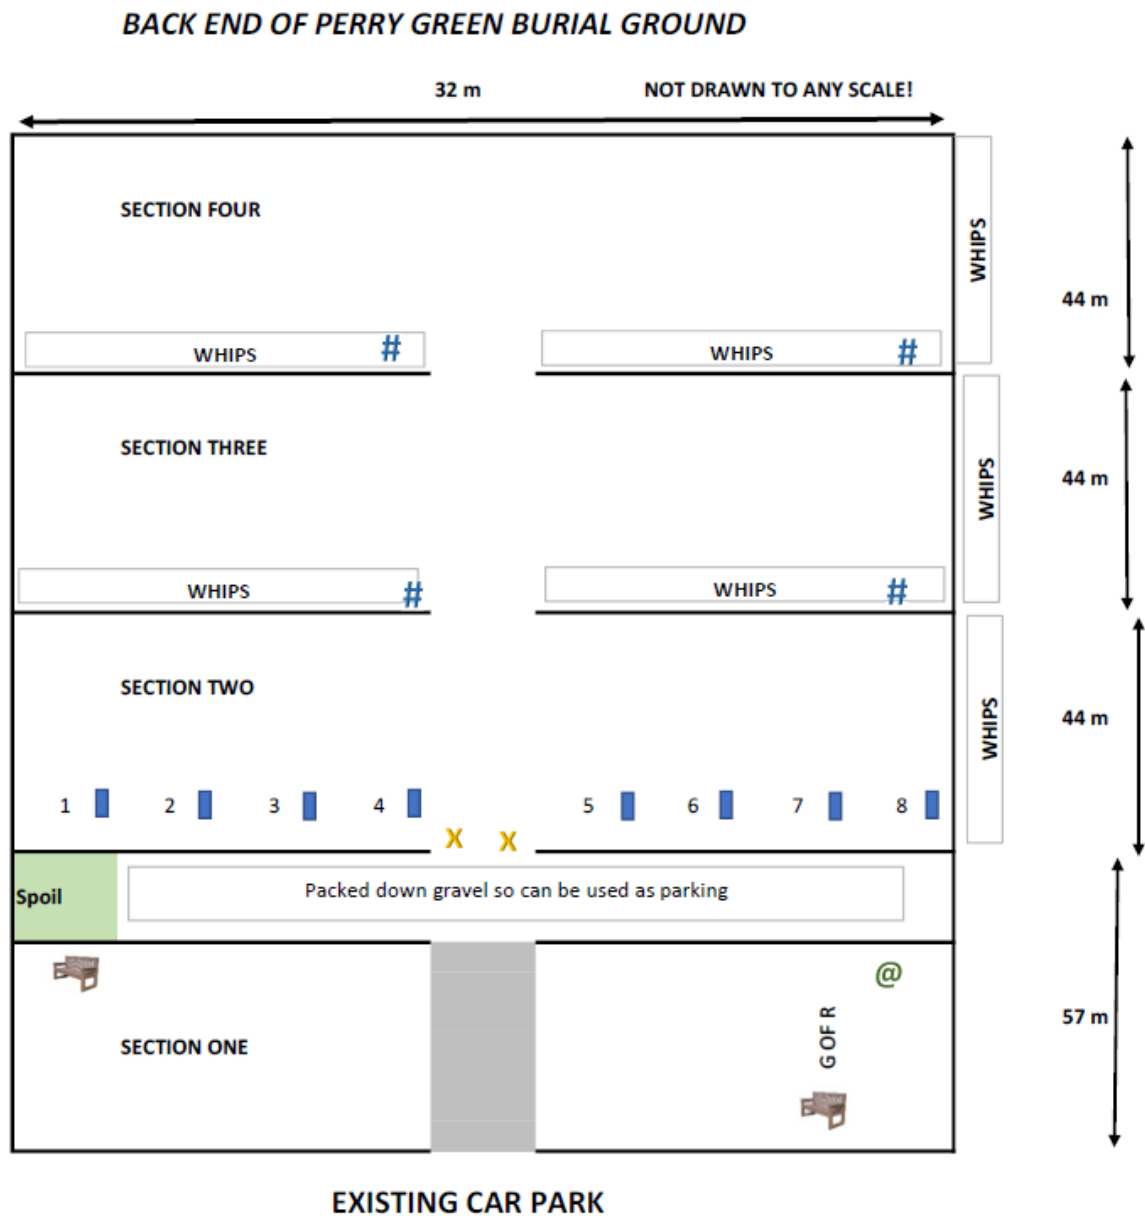 BACK END OF PERRY GREEN BURIAL GROUND
32 m NOT DRAWN TO ANY SCALE!
SECTION FOUR
WHIPS
44 m
WHIPS #
WHIPS #
SECTION THREE
WHIPS
44 m
WHIPS #
WHIPS #
SECTION TWO
WHIPS
44 m
1 2 3 4 5 6 7 8
X X
Spoil
Packed down gravel so can be used as parking
@
G OF R
57 m
SECTION ONE
EXISTING CAR PARK